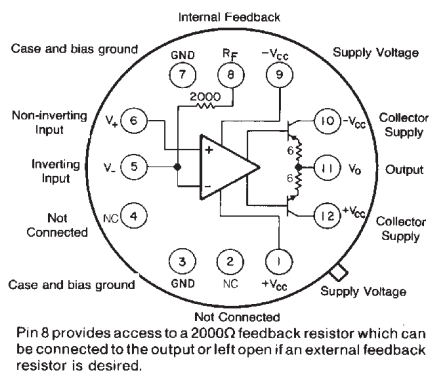 Internal Feedback
Case and bias ground
GND
RF
-Vcc
Supply Voltage
7
8
9
2000
Non-inverting
Input
V+
6
+
6
10
-Vcc
Collector
Supply
Inverting
Input
V-
5
-
6
11
Vo
Output
Not
Connected
NC
4
12
+Vcc
Collector
Supply
3
2
1
Case and bias ground
GND
NC
+Vcc
Supply Voltage
Not Connected
Pin 8 provides access to a 2000Ω feedback resistor which can
be connected to the output or left open if an external feedback
resistor is desired.